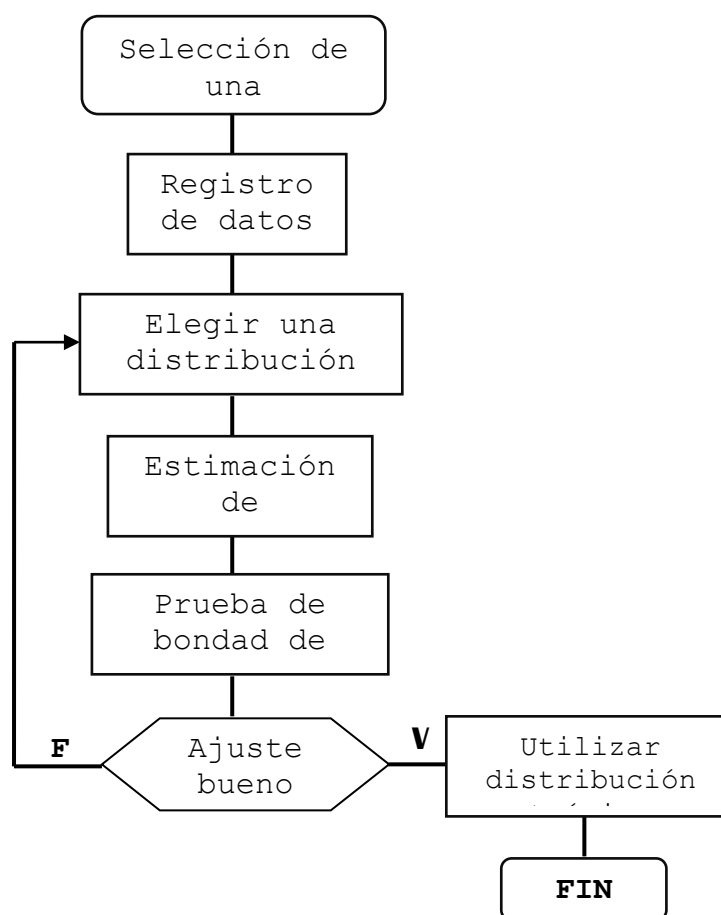 Selección de
una
Registro
de datos
Elegir una
distribución
Estimación
de
Prueba de
bondad de
F
Ajuste
bueno
V
Utilizar
distribución
FIN